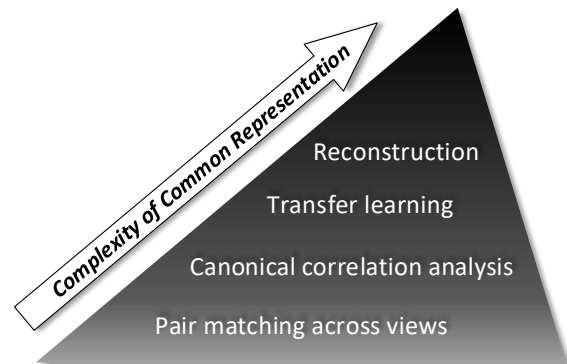 Complexity of Common Representation
Reconstruction
Transfer learning
Canonical correlation analysis
Pair matching across views